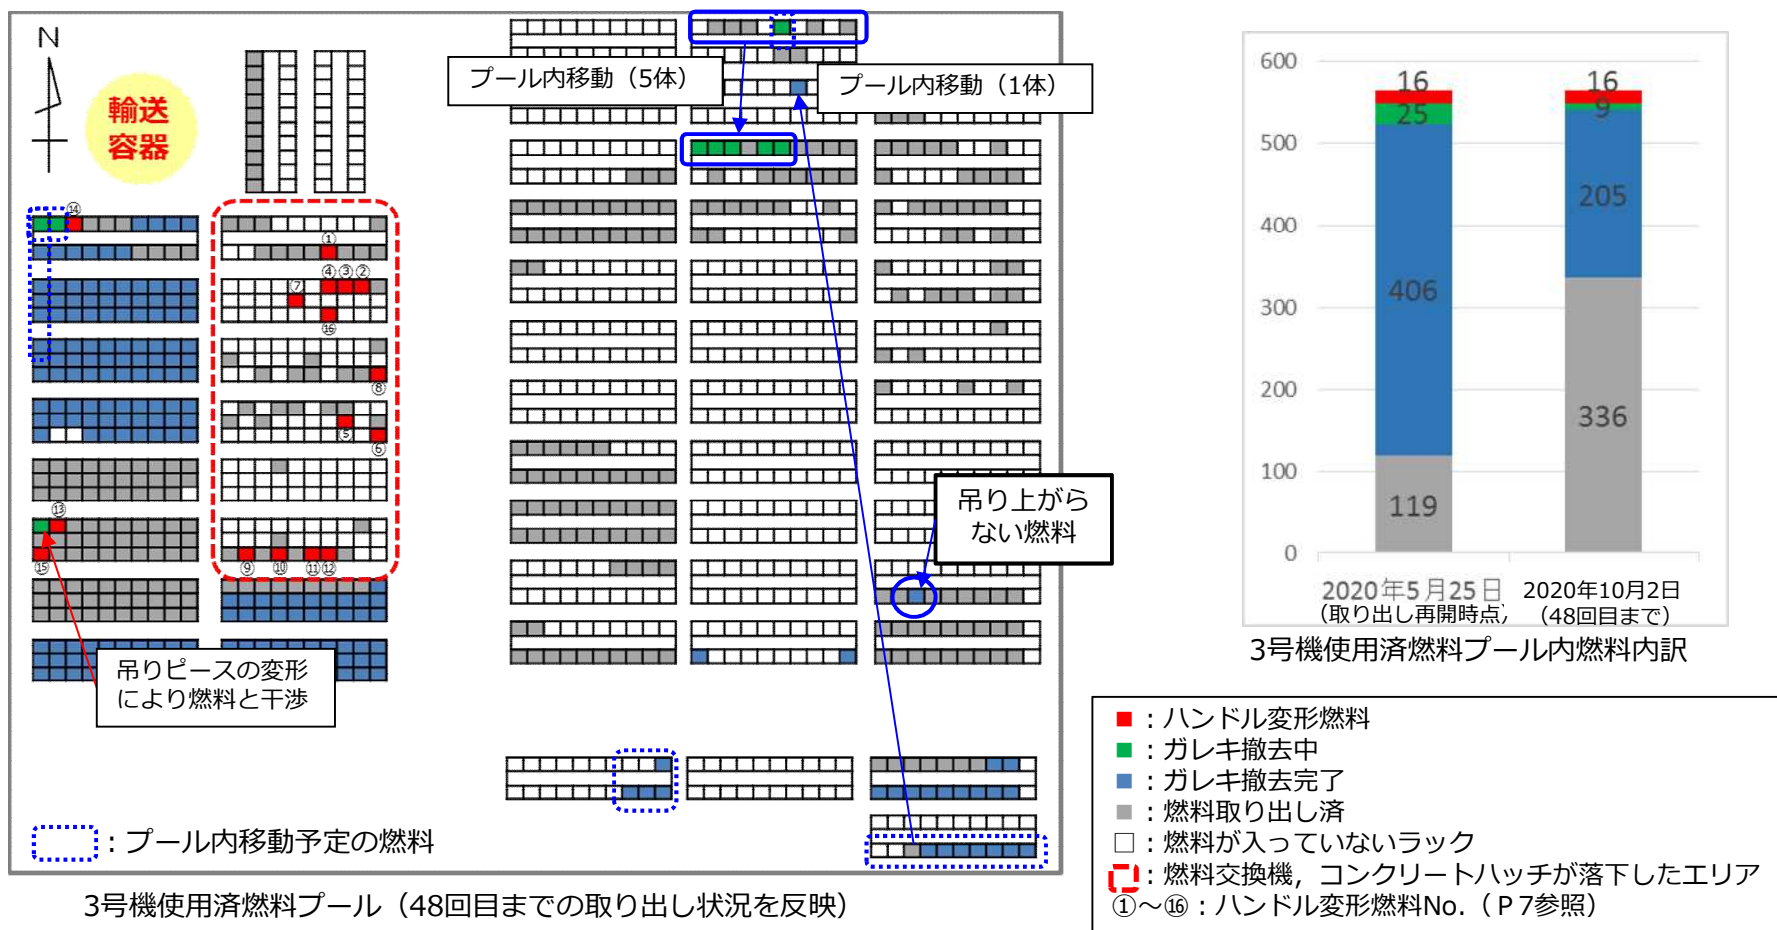 N
輸送
容器
プール内移動（5体）
プール内移動（1体）
⑭
①
④③②
⑦
⑯
⑧
⑤
⑥
⑬
⑮
⑨
⑩
⑪⑫
吊り上がら
ない燃料
吊りピースの変形
により燃料と干渉
：プール内移動予定の燃料
3号機使用済燃料プール（48回目までの取り出し状況を反映）
600
500
400
300
200
100
0
16
25
406
119
16
9
205
336
2020年5月25日
（取り出し再開時点）
2020年10月2日
（48回目まで）
3号機使用済燃料プール内燃料内訳
■：ハンドル変形燃料
■：ガレキ撤去中
■：ガレキ撤去完了
■：燃料取り出し済
□：燃料が入っていないラック
：燃料交換機，コンクリートハッチが落下したエリア
①～⑯：ハンドル変形燃料No.（Ｐ7参照）